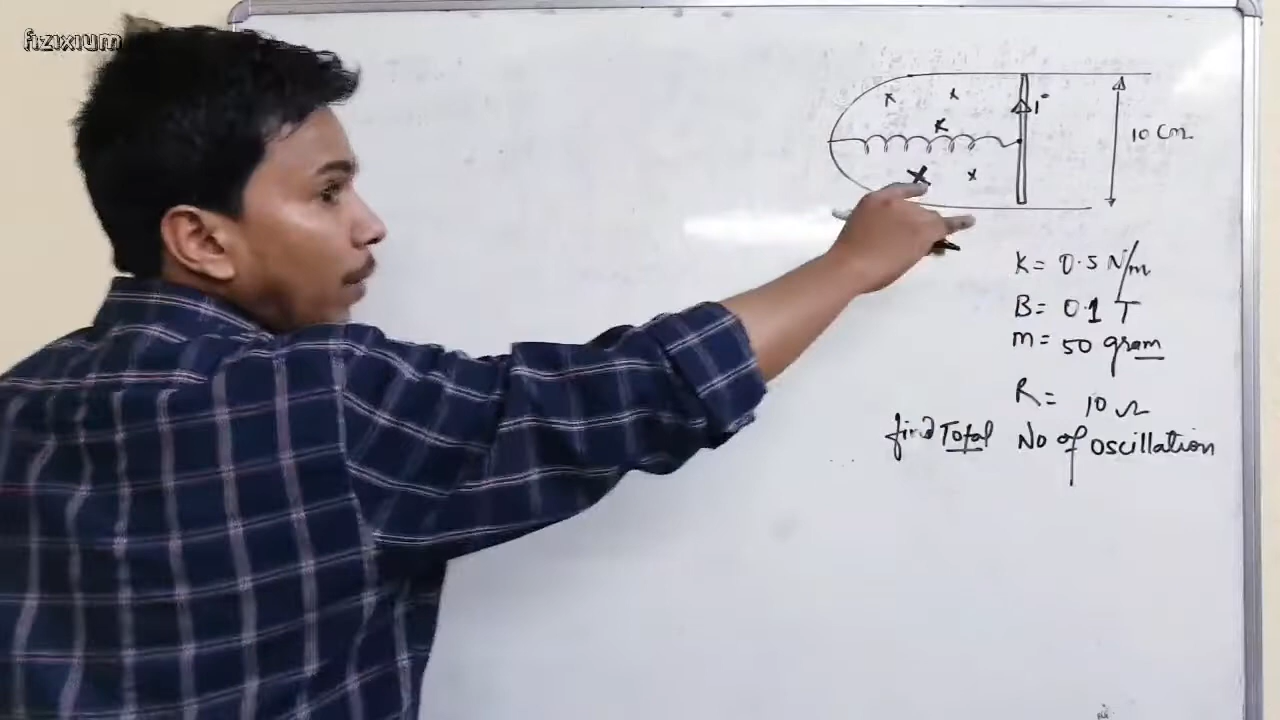 fizixium
i
10 cm
K = 0.5 N/m
B = 0.1 T
m = 50 gram
R = 10 Ω
find Total No of oscillation